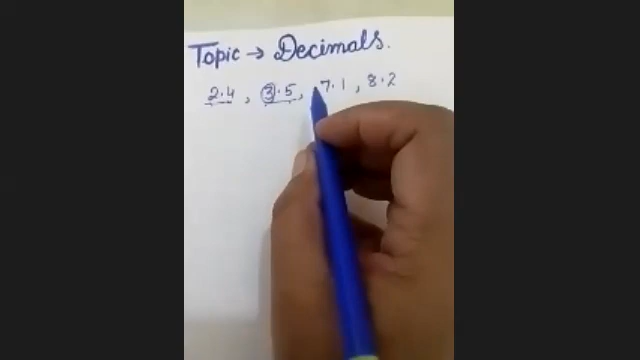 Topic → Decimals.
2.4, 3.5, 7.1, 8.2